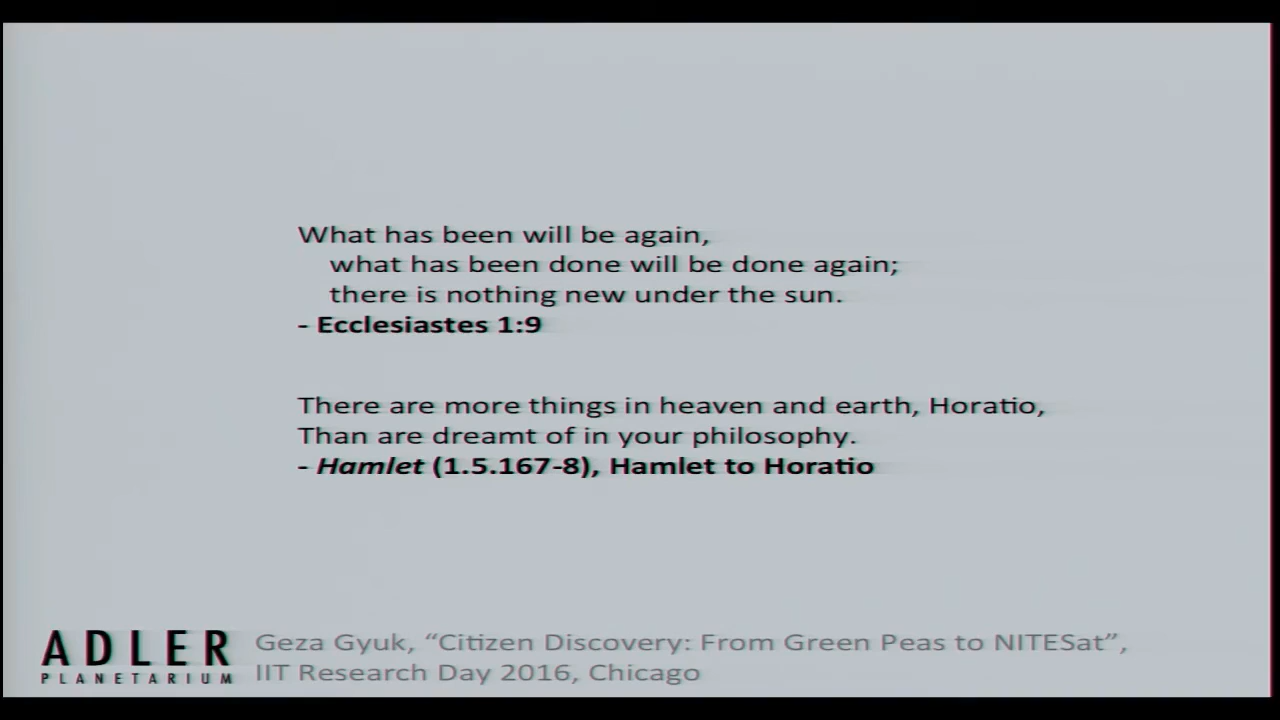 What has been will be again,
what has been done will be done again;
there is nothing new under the sun.
- Ecclesiastes 1:9
There are more things in heaven and earth, Horatio,
Than are dreamt of in your philosophy.
- Hamlet (1.5.167-8), Hamlet to Horatio
ADLER
PLANETARIUM
Geza Gyuk, “Citizen Discovery: From Green Peas to NITESat”,
IIT Research Day 2016, Chicago